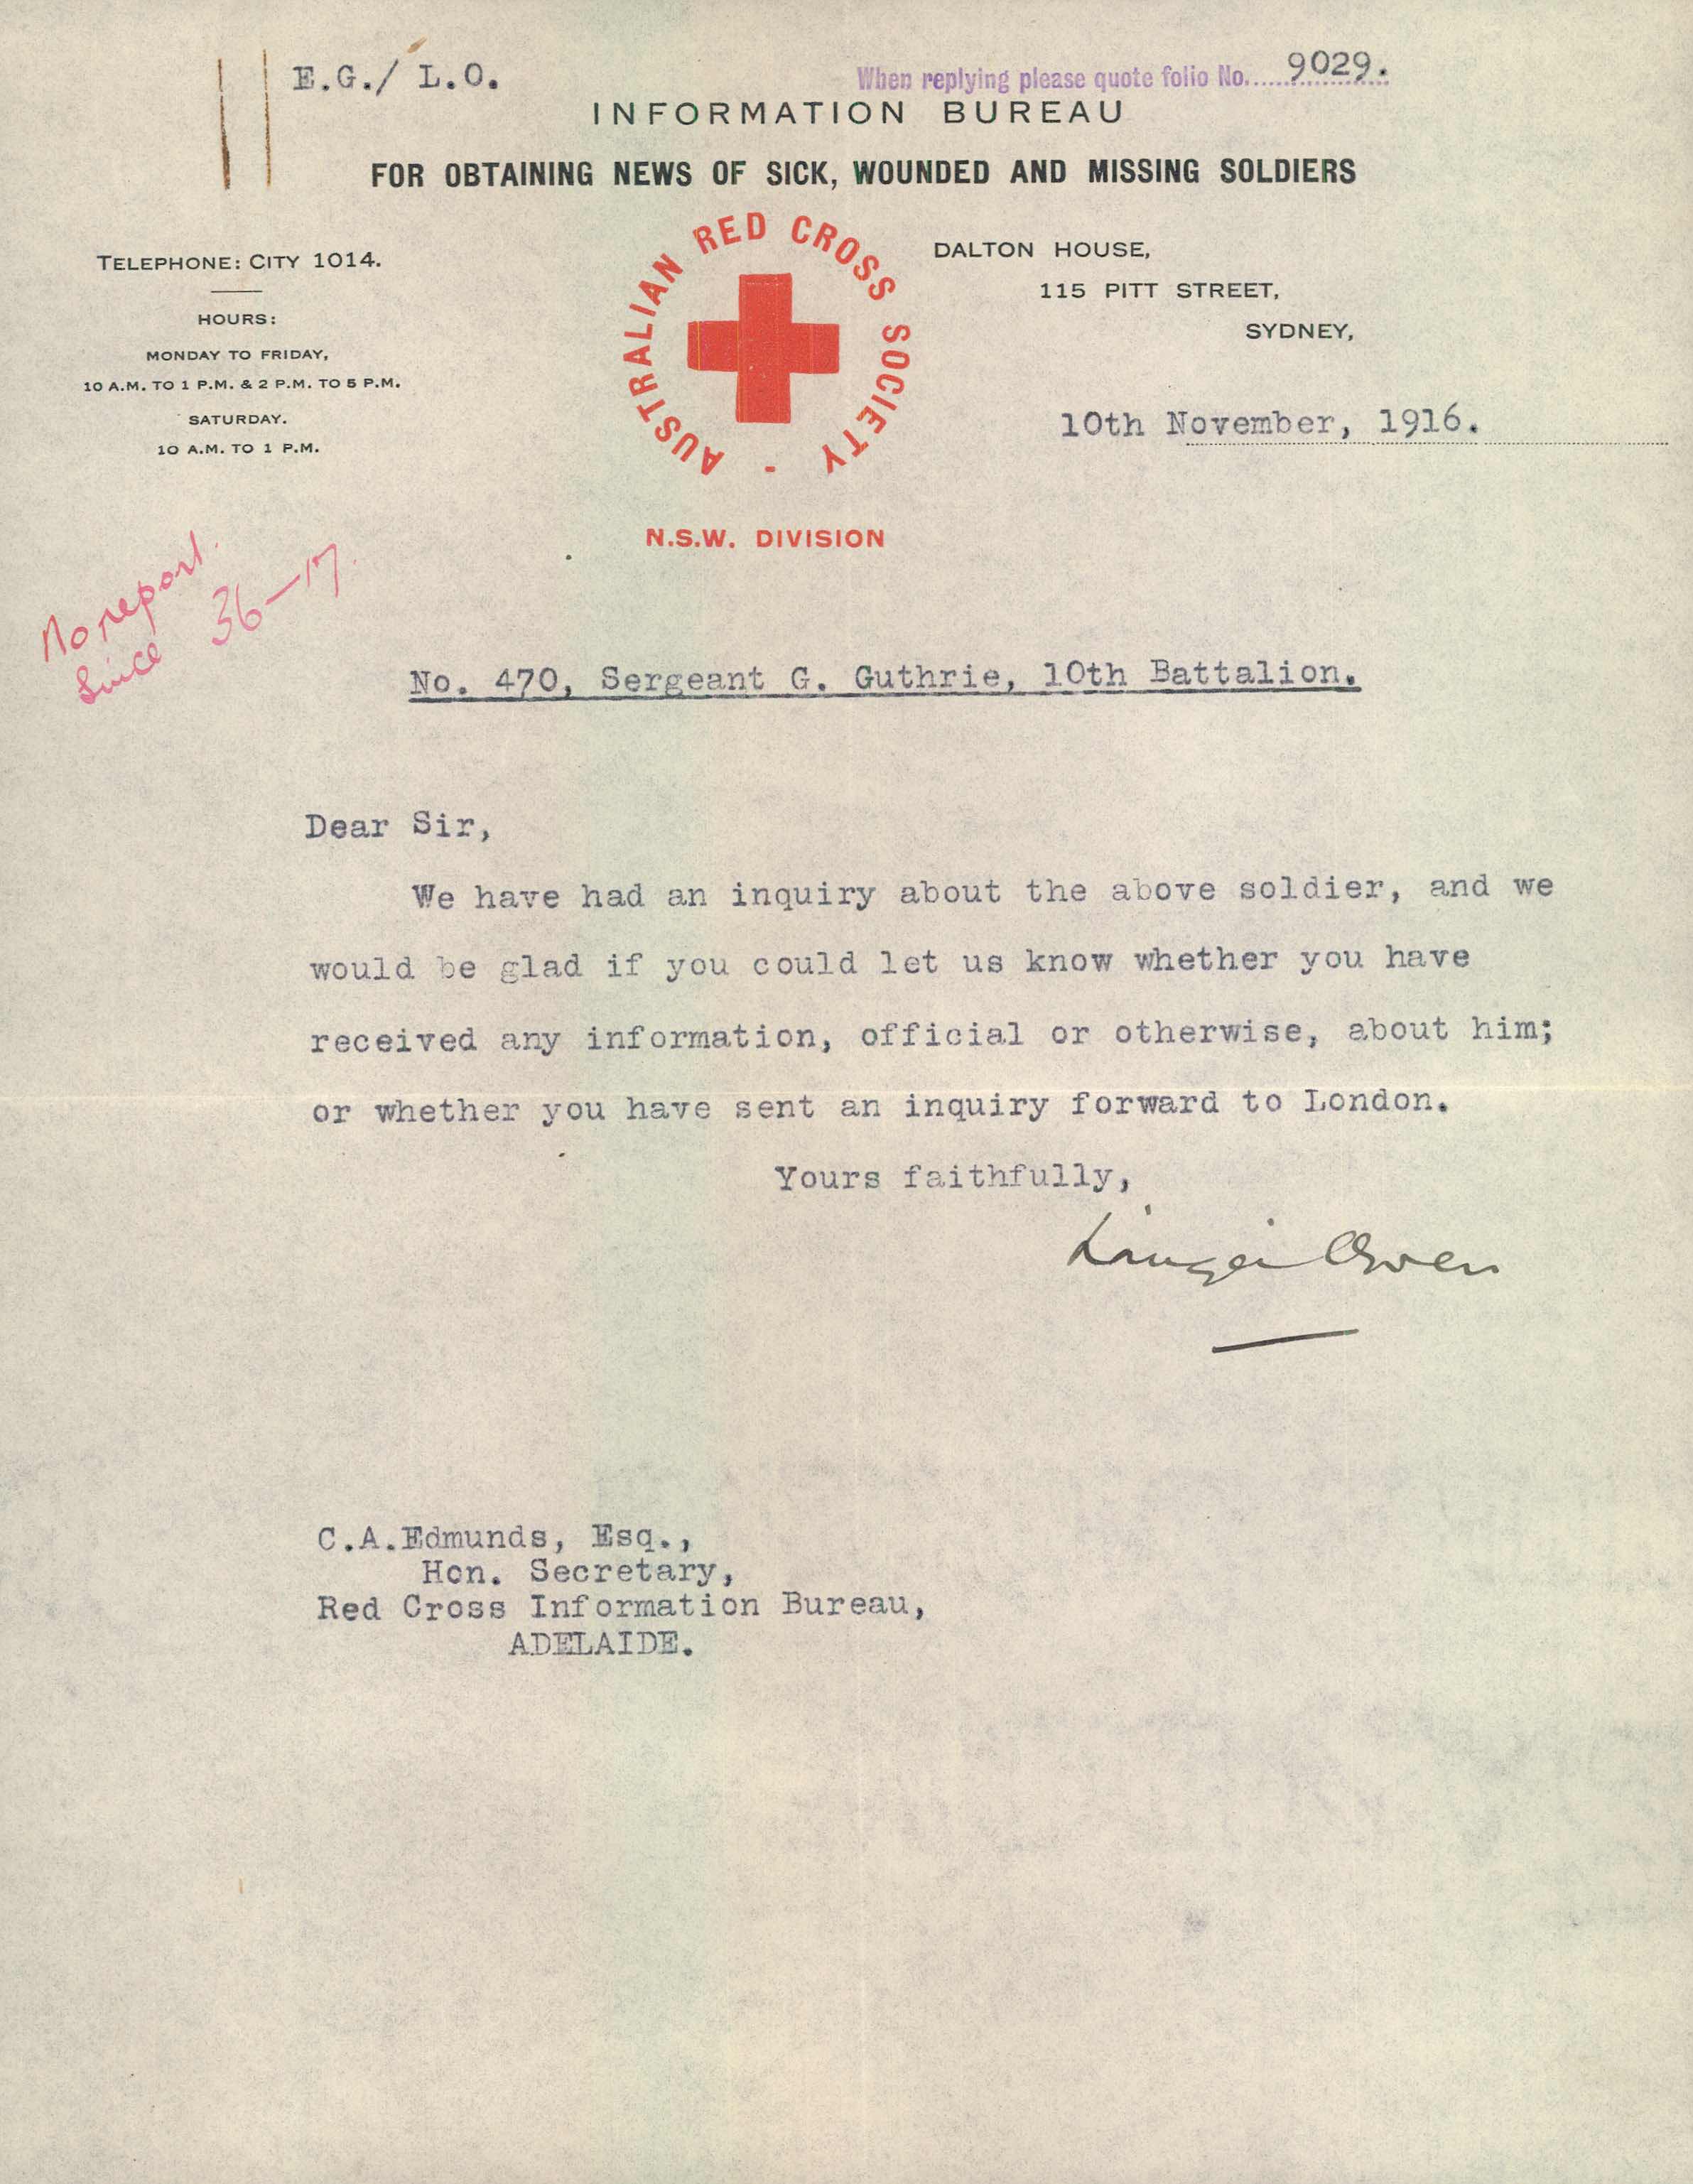 E.G./ L.O.
When replying please quote folio No. 9029.
INFORMATION BUREAU
FOR OBTAINING NEWS OF SICK, WOUNDED AND MISSING SOLDIERS
TELEPHONE: CITY 1014.
HOURS:
MONDAY TO FRIDAY,
10 A.M. TO 1 P.M. & 2 P.M. TO 5 P.M.
SATURDAY.
10 A.M. TO 1 P.M.
AUSTRALIAN RED CROSS SOCIETY -
N.S.W. DIVISION
DALTON HOUSE,
115 PITT STREET,
SYDNEY,
10th November, 1916.
No report.
Since 36-17.
No. 470, Sergeant G. Guthrie, 10th Battalion.
Dear Sir,
We have had an inquiry about the above soldier, and we
would be glad if you could let us know whether you have
received any information, official or otherwise, about him;
or whether you have sent an inquiry forward to London.
Yours faithfully,
Langer Owen
C.A.Edmunds, Esq.,
Hon. Secretary,
Red Cross Information Bureau,
ADELAIDE.